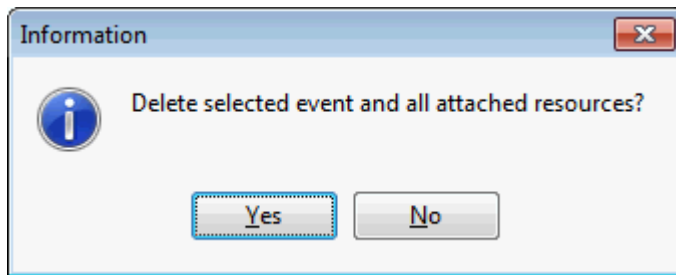 Information
Delete selected event and all attached resources?
Yes No